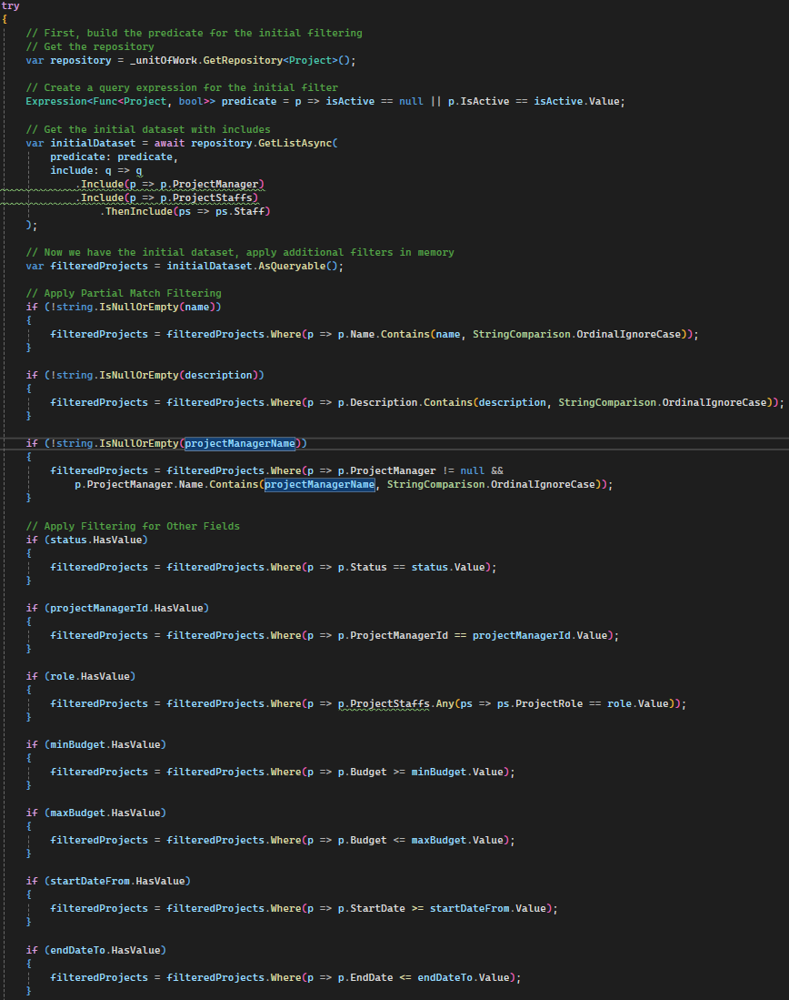 try
{
// First, build the predicate for the initial filtering
// Get the repository
var repository = _unitOfWork.GetRepository<Project>();
// Create a query expression for the initial filter
Expression<Func<Project, bool>> predicate = p => isActive == null || p.IsActive == isActive.Value;
// Get the initial dataset with includes
var initialDataset = await repository.GetListAsync(
predicate: predicate,
include: q => q
.Include(p => p.ProjectManager)
.Include(p => p.ProjectStaffs)
.ThenInclude(ps => ps.Staff)
);
// Now we have the initial dataset, apply additional filters in memory
var filteredProjects = initialDataset.AsQueryable();
// Apply Partial Match Filtering
if (!string.IsNullOrEmpty(name))
{
filteredProjects = filteredProjects.Where(p => p.Name.Contains(name, StringComparison.OrdinalIgnoreCase));
}
if (!string.IsNullOrEmpty(description))
{
filteredProjects = filteredProjects.Where(p => p.Description.Contains(description, StringComparison.OrdinalIgnoreCase));
}
if (!string.IsNullOrEmpty(projectManagerName))
{
filteredProjects = filteredProjects.Where(p => p.ProjectManager != null &&
p.ProjectManager.Name.Contains(projectManagerName, StringComparison.OrdinalIgnoreCase));
}
// Apply Filtering for Other Fields
if (status.HasValue)
{
filteredProjects = filteredProjects.Where(p => p.Status == status.Value);
}
if (projectManagerId.HasValue)
{
filteredProjects = filteredProjects.Where(p => p.ProjectManagerId == projectManagerId.Value);
}
if (role.HasValue)
{
filteredProjects = filteredProjects.Where(p => p.ProjectStaffs.Any(ps => ps.ProjectRole == role.Value));
}
if (minBudget.HasValue)
{
filteredProjects = filteredProjects.Where(p => p.Budget >= minBudget.Value);
}
if (maxBudget.HasValue)
{
filteredProjects = filteredProjects.Where(p => p.Budget <= maxBudget.Value);
}
if (startDateFrom.HasValue)
{
filteredProjects = filteredProjects.Where(p => p.StartDate >= startDateFrom.Value);
}
if (endDateTo.HasValue)
{
filteredProjects = filteredProjects.Where(p => p.EndDate <= endDateTo.Value);
}